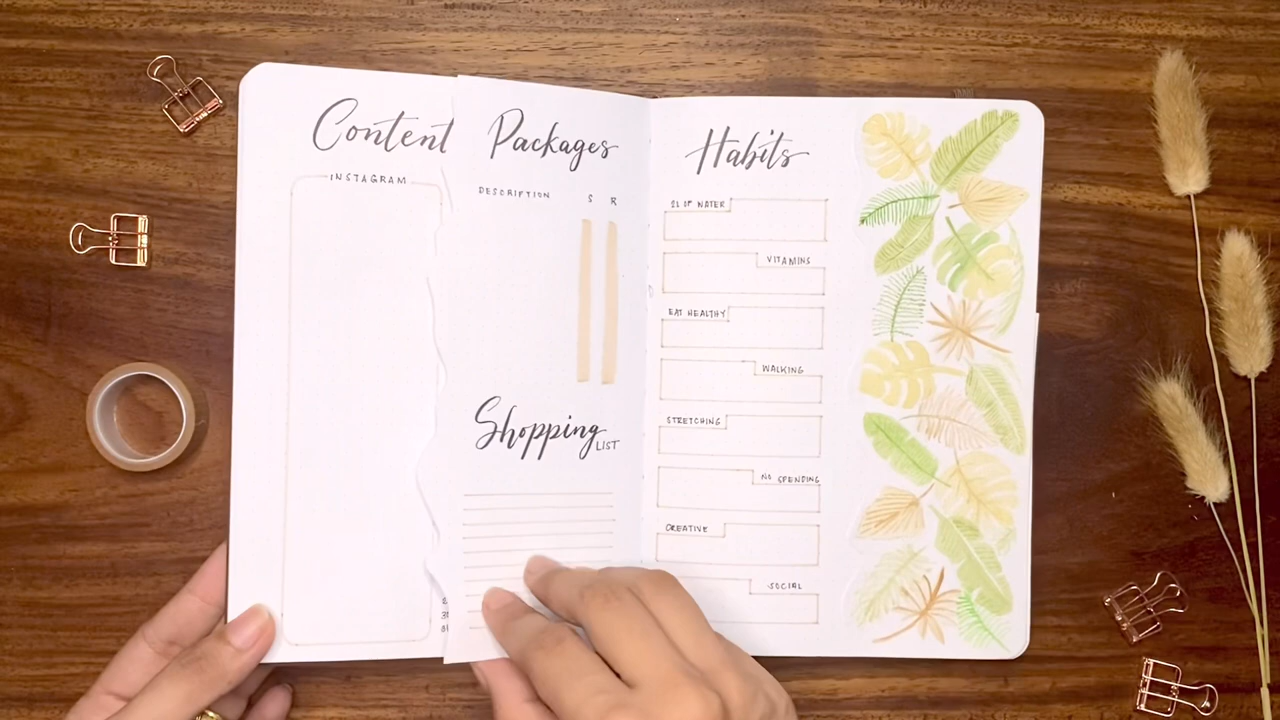 Content
INSTAGRAM
Packages
DESCRIPTION S R
Shopping
LIST
Habits
2L OF WATER
VITAMINS
EAT HEALTHY
WALKING
STRETCHING
NO SPENDING
CREATIVE
SOCIAL